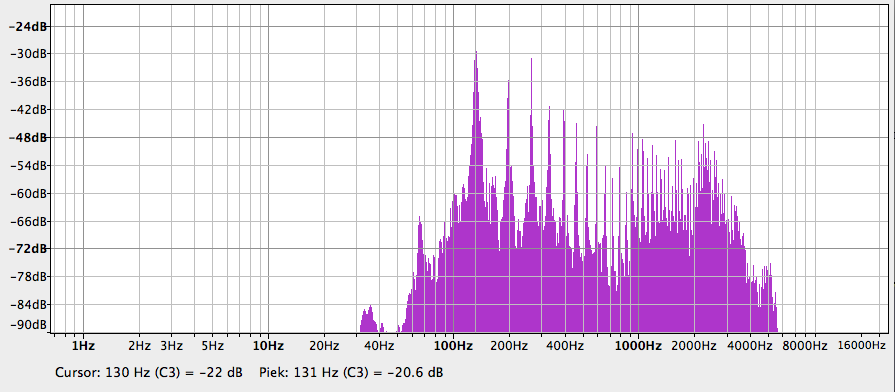 -24dB
-30dB
-36dB
-42dB
-48dB
-54dB
-60dB
-66dB
-72dB
-78dB
-84dB
-90dB
1Hz 2Hz 3Hz 5Hz 10Hz 20Hz 40Hz 100Hz 200Hz 400Hz 1000Hz 2000Hz 4000Hz 8000Hz 16000Hz
Cursor: 130 Hz (C3) = -22 dB Piek: 131 Hz (C3) = -20.6 dB